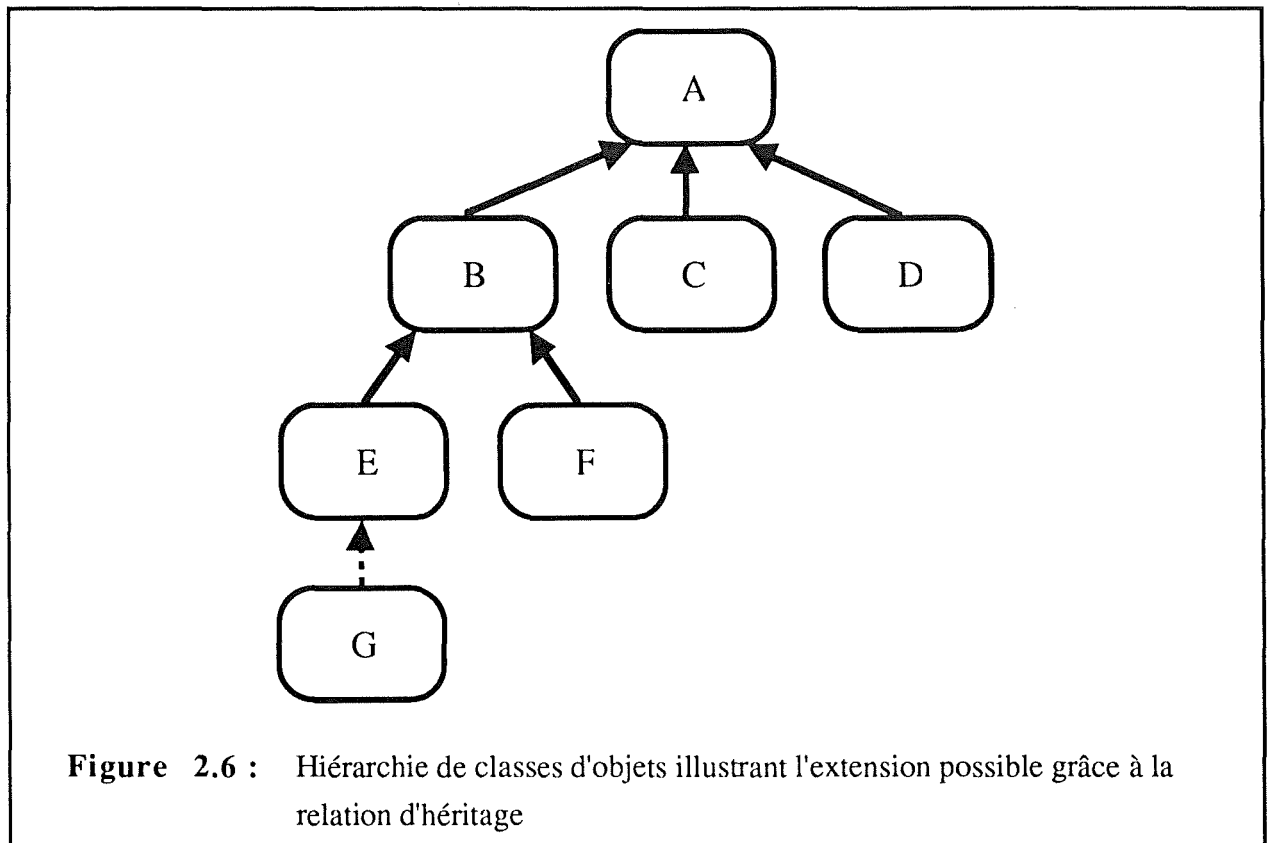 A
B C D
E F
G
Figure 2.6 : Hiérarchie de classes d'objets illustrant l'extension possible grâce à la
relation d'héritage